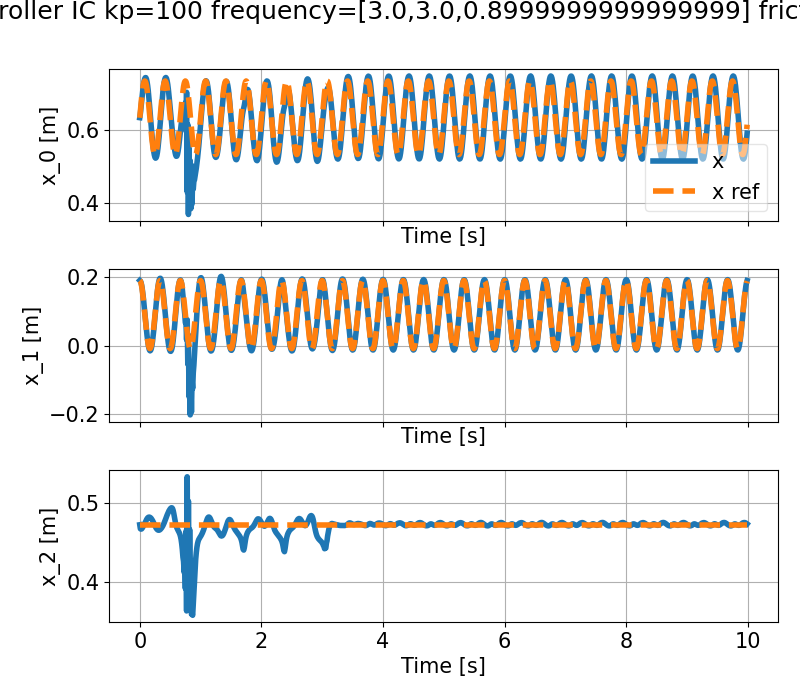 roller IC kp=100 frequency=[3.0,3.0,0.8999999999999999] frict
x_0 [m]
0.6
0.4
x
x ref
Time [s]
x_1 [m]
0.2
0.0
−0.2
Time [s]
x_2 [m]
0.5
0.4
0 2 4 6 8 10
Time [s]